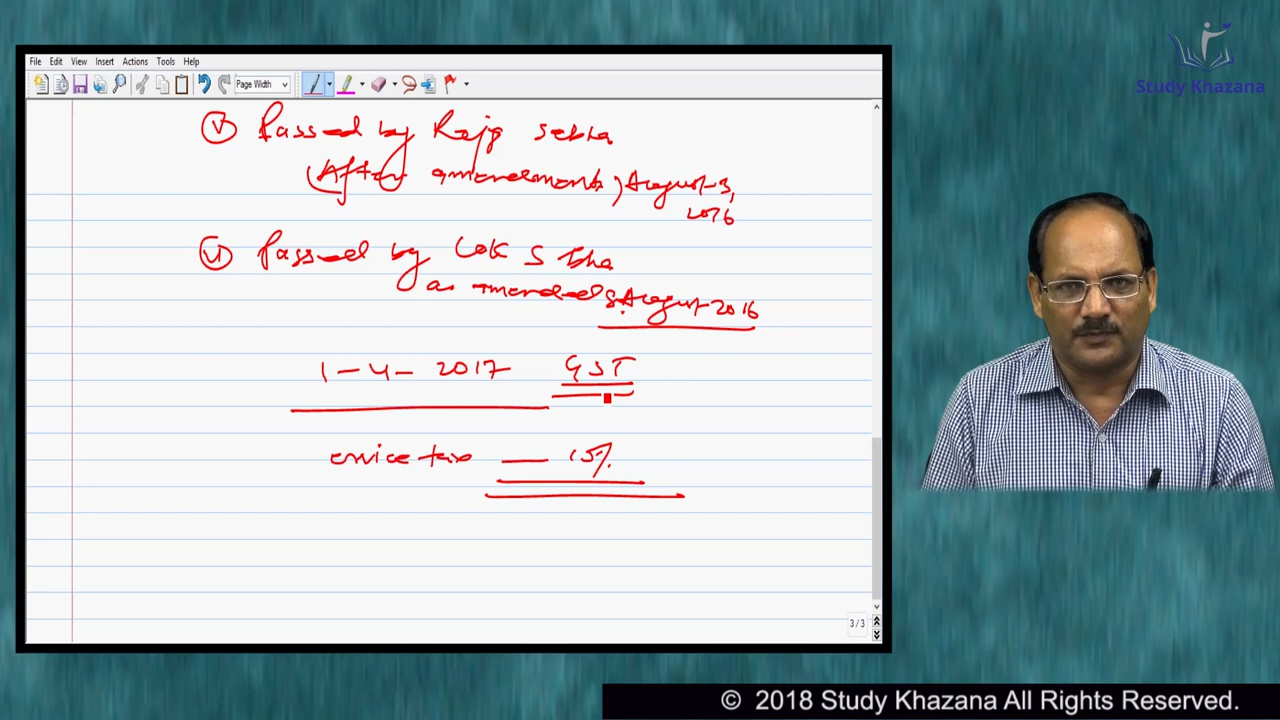 Study Khazana
File Edit View Insert Actions Tools Help
Page Width
(v) Passed by Rajya Sabha
(After amendments) August-3,
2016
(vi) Passed by Lok Sabha
as amended 8 August 2016
1-4-2017 GST
Service tax — 15%
3/3
© 2018 Study Khazana All Rights Reserved.